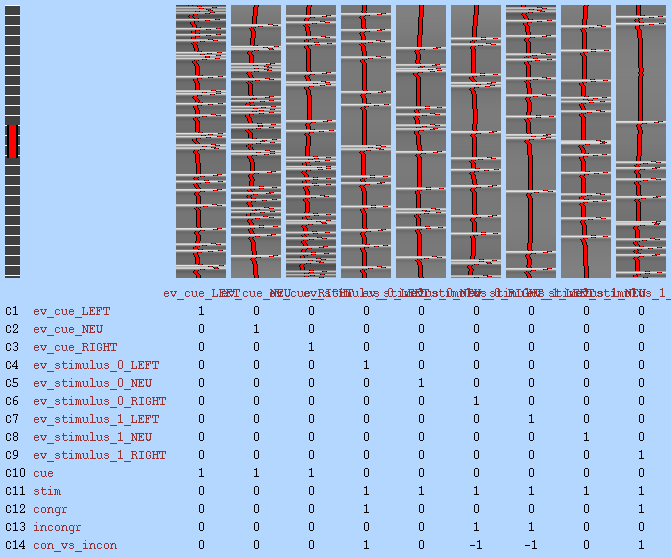 ev_cue_LEFT
C1 ev_cue_LEFT 1 0 0 0 0 0 0 0 0
C2 ev_cue_NEU 0 1 0 0 0 0 0 0 0
C3 ev_cue_RIGHT 0 0 1 0 0 0 0 0 0
C4 ev_stimulus_0_LEFT 0 0 0 1 0 0 0 0 0
C5 ev_stimulus_0_NEU 0 0 0 0 1 0 0 0 0
C6 ev_stimulus_0_RIGHT 0 0 0 0 0 1 0 0 0
C7 ev_stimulus_1_LEFT 0 0 0 0 0 0 1 0 0
C8 ev_stimulus_1_NEU 0 0 0 0 0 0 0 1 0
C9 ev_stimulus_1_RIGHT 0 0 0 0 0 0 0 0 1
C10 cue 1 1 1 0 0 0 0 0 0
C11 stim 0 0 0 1 1 1 1 1 1
C12 congr 0 0 0 1 0 0 0 0 1
C13 incongr 0 0 0 0 0 1 1 0 0
C14 con_vs_incon 0 0 0 1 0 -1 -1 0 1